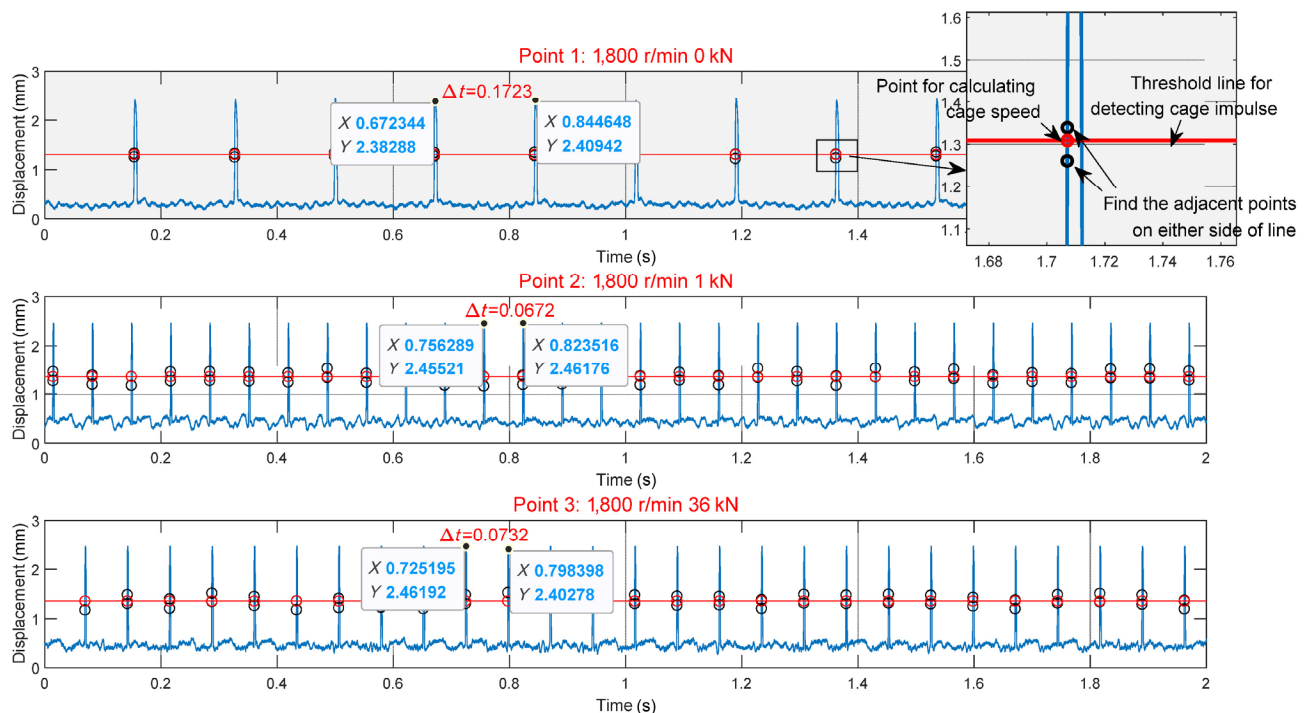 Point 1: 1,800 r/min 0 kN
Displacement (mm)
3
2
1
0
Δt=0.1723
X 0.672344
Y 2.38288
X 0.844648
Y 2.40942
0 0.2 0.4 0.6 0.8 1 1.2 1.4
Time (s)
1.6
1.5
1.4
1.3
1.2
1.1
1.68 1.7 1.72 1.74 1.76
Point for calculating
cage speed
Threshold line for
detecting cage impulse
Find the adjacent points
on either side of line
Point 2: 1,800 r/min 1 kN
Displacement (mm)
3
2
1
0
Δt=0.0672
X 0.756289
Y 2.45521
X 0.823516
Y 2.46176
0 0.2 0.4 0.6 0.8 1 1.2 1.4 1.6 1.8 2
Time (s)
Point 3: 1,800 r/min 36 kN
Displacement (mm)
3
2
1
0
Δt=0.0732
X 0.725195
Y 2.46192
X 0.798398
Y 2.40278
0 0.2 0.4 0.6 0.8 1 1.2 1.4 1.6 1.8 2
Time (s)